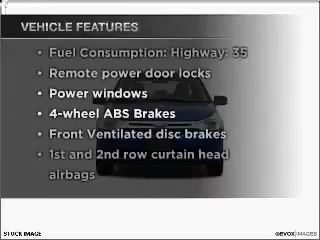 VEHICLE FEATURES
• Fuel Consumption: Highway: 35
• Remote power door locks
• Power windows
• 4-wheel ABS Brakes
• Front Ventilated disc brakes
• 1st and 2nd row curtain head
airbags
STOCK IMAGE
@EVOX IMAGES